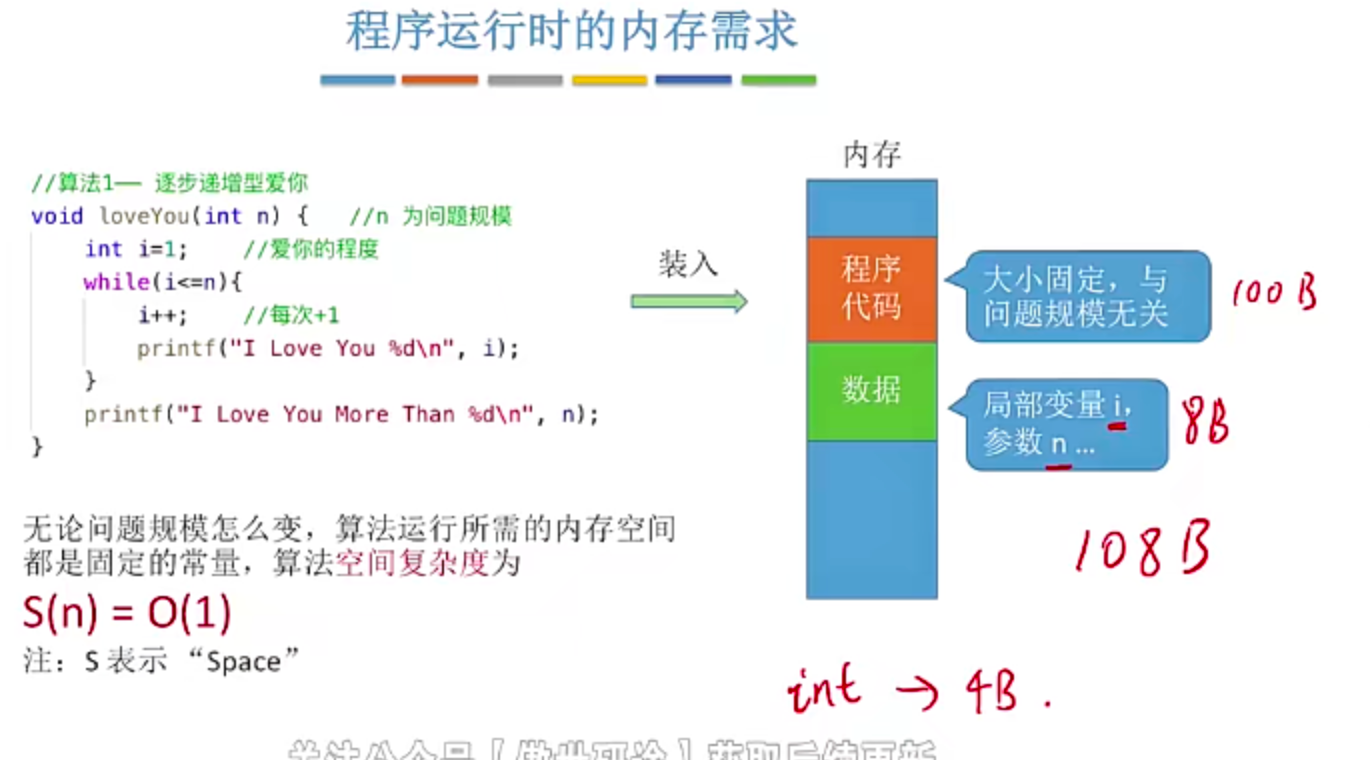 程序运行时的内存需求
//算法1—— 逐步递增型爱你
void loveYou(int n) {   //n 为问题规模
    int i=1;    //爱你的程度
    while(i<=n){
        i++;    //每次+1
        printf("I Love You %d\n", i);
    }
    printf("I Love You More Than %d\n", n);
}
无论问题规模怎么变，算法运行所需的内存空间
都是固定的常量，算法空间复杂度为
S(n) = O(1)
注：S 表示 “Space”
装入
内存
程序
代码
数据
大小固定，与
问题规模无关
100 B
局部变量 i，
参数 n ...
8B
108 B
int → 4B .